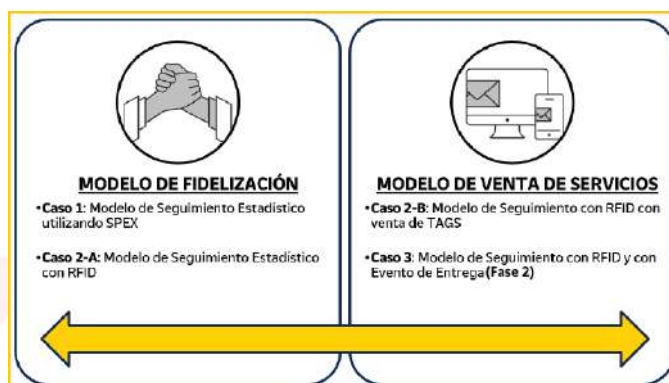 MODELO DE FIDELIZACIÓN
•Caso 1: Modelo de Seguimiento Estadístico
utilizando SPEX
•Caso 2-A: Modelo de Seguimiento Estadístico
con RFID
MODELO DE VENTA DE SERVICIOS
•Caso 2-B: Modelo de Seguimiento con RFID con
venta de TAGS
•Caso 3: Modelo de Seguimiento con RFID y con
Evento de Entrega(Fase 2)